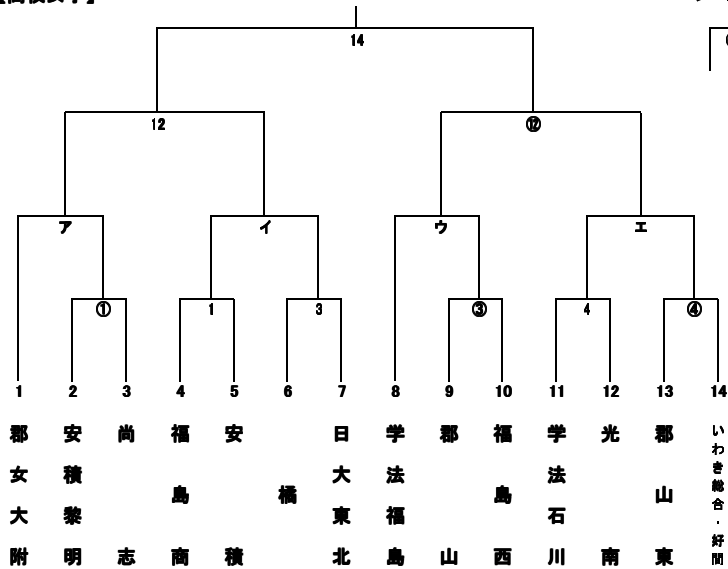 14
12 ⑫
ア イ ウ エ
① 1 3 ③ 4 ④
1 2 3 4 5 6 7 8 9 10 11 12 13 14
郡女大附
安積黎明
尚志
福島商
安積
橘
日大東北
学法福島
郡山
福島西
学法石川
光南
郡山東
いわき総合・好間